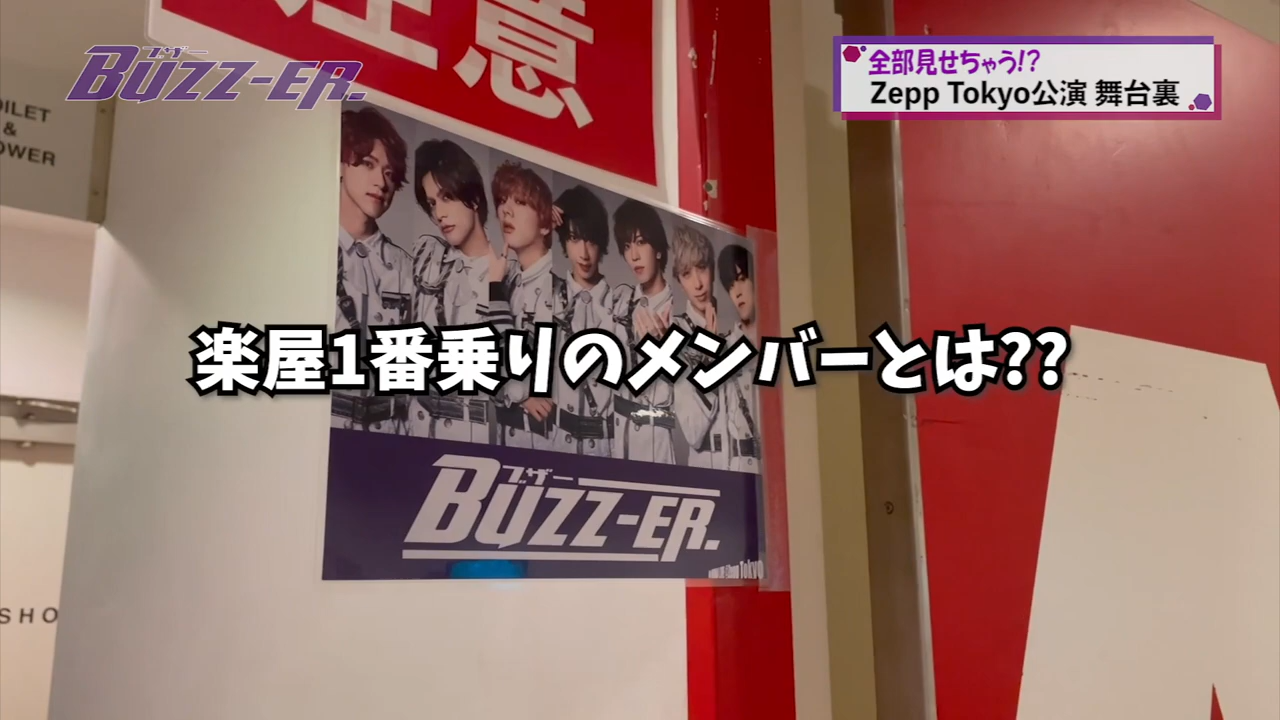 注意
ブザー
BUZZ-ER.
全部見せちゃう!?
Zepp Tokyo公演 舞台裏
OILET
&
OWER
楽屋1番乗りのメンバーとは??
ブザー
BUZZ-ER.
Tokyo
SHO